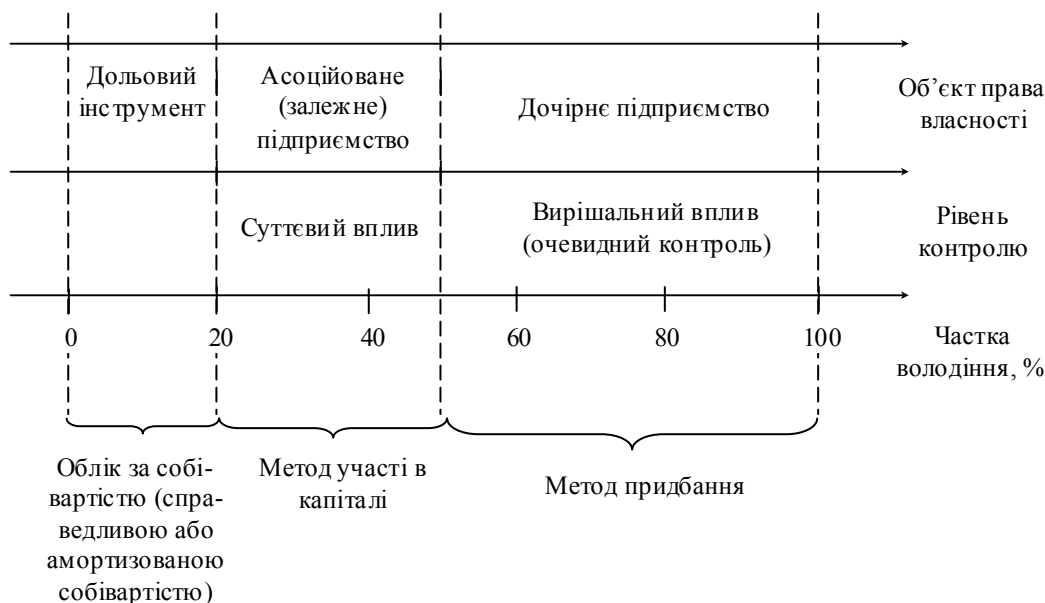 Дольовий
інструмент
Асоційоване
(залежне)
підприємство
Дочірнє підприємство
Об’єкт права
власності
Суттєвий вплив
Вирішальний вплив
(очевидний контроль)
Рівень
контролю
0 20 40 60 80 100
Частка
володіння, %
Облік за собі-
вартістю (спра-
ведливою або
амортизованою
собівартістю)
Метод участі в
капіталі
Метод придбання